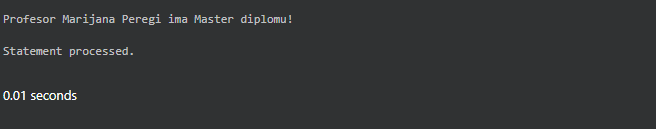 Profesor Marijana Peregi ima Master diplomu!
Statement processed.
0.01 seconds